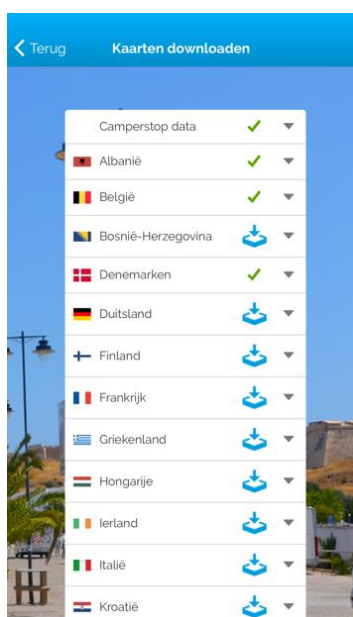 Terug
Kaarten downloaden
Camperstop data
Albanië
België
Bosnië-Herzegovina
Denemarken
Duitsland
Finland
Frankrijk
Griekenland
Hongarije
Ierland
Italië
Kroatië